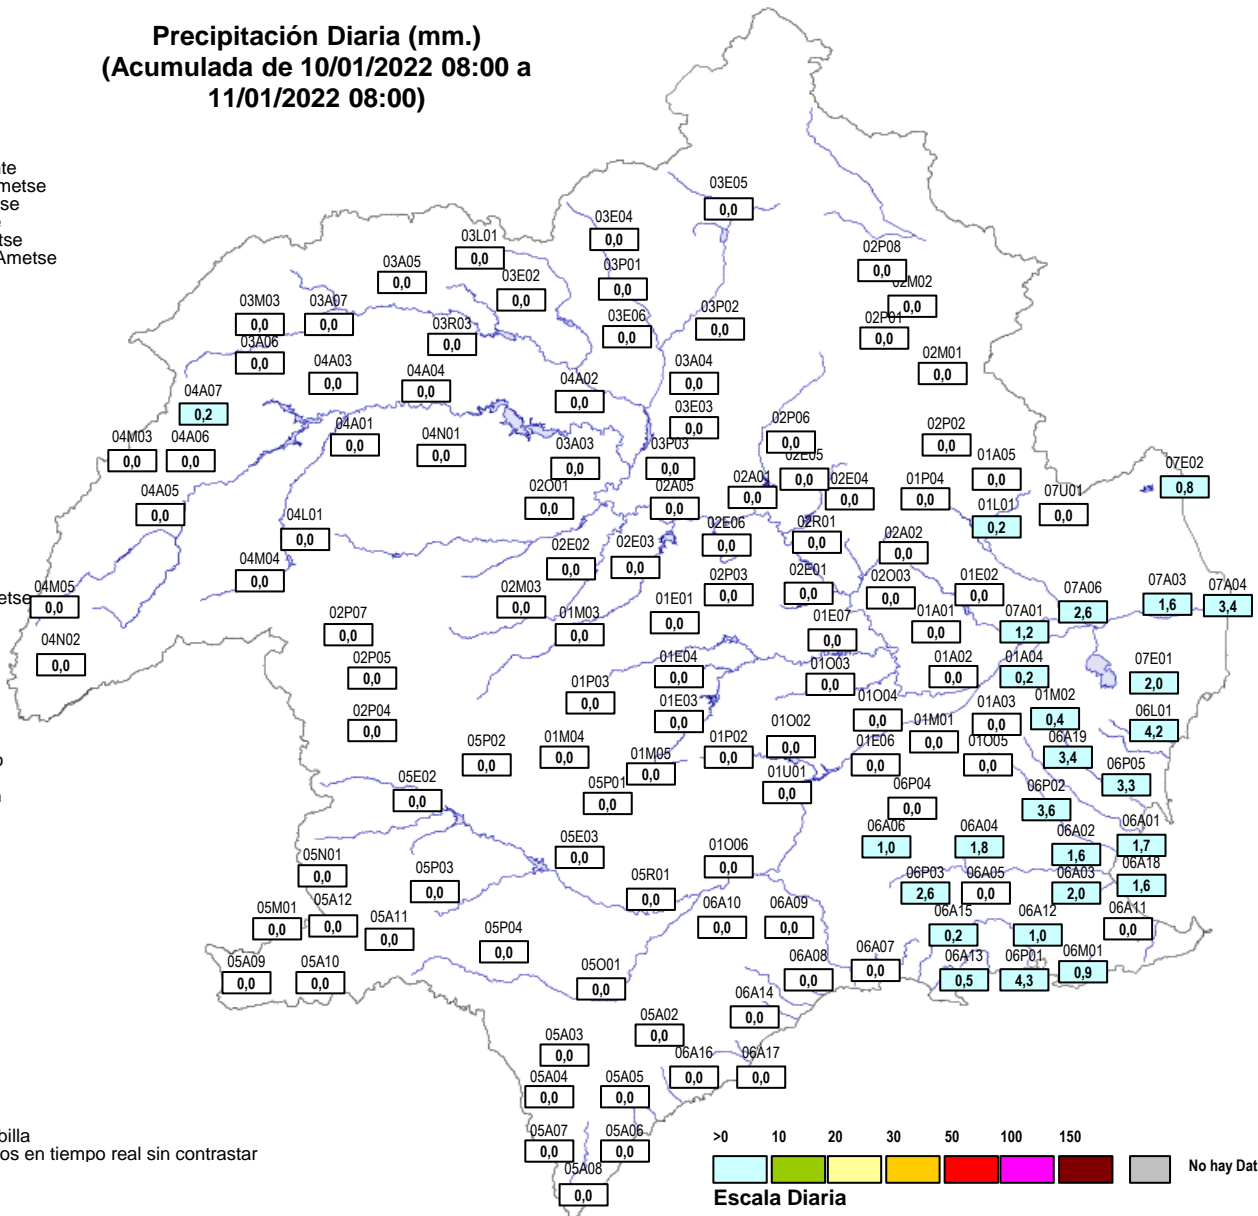 Precipitación Diaria (mm.)
(Acumulada de 10/01/2022 08:00 a
11/01/2022 08:00)
nte
Ametse
tse
e
etse
Ametse
03E05
0,0
03E04
0,0
03L01
0,0
02P08
0,0
03A05
0,0
03P01
0,0
03E02
0,0
02M02
0,0
03M03
0,0
03A07
0,0
03P02
0,0
03E06
0,0
02P01
0,0
03R03
0,0
03A06
0,0
04A03
0,0
04A04
0,0
03A04
0,0
02M01
0,0
04A02
0,0
04A07
0,2
03E03
0,0
02P06
0,0
02P02
0,0
04A01
0,0
04N01
0,0
04M03
0,0
04A06
0,0
03A03
0,0
03P03
0,0
02E05
0,0
01A05
0,0
07E02
0,8
04A05
0,0
02O01
0,0
02A05
0,0
02A01
0,0
02E04
0,0
01P04
0,0
07U01
0,0
01L01
0,2
04L01
0,0
02E06
0,0
02R01
0,0
02A02
0,0
02E02
0,0
02E03
0,0
04M04
0,0
etse
04M05
0,0
02M03
0,0
02P03
0,0
02E01
0,0
02O03
0,0
01E02
0,0
07A06
2,6
07A03
1,6
07A04
3,4
02P07
0,0
01M03
0,0
01E01
0,0
01E07
0,0
01A01
0,0
07A01
1,2
04N02
0,0
02P05
0,0
01E04
0,0
01O03
0,0
01A02
0,0
01A04
0,2
07E01
2,0
01P03
0,0
02P04
0,0
01E03
0,0
01O04
0,0
01A03
0,0
01M02
0,4
06L01
4,2
01M01
0,0
05P02
0,0
01M04
0,0
01M05
0,0
01P02
0,0
01O02
0,0
01E06
0,0
01O05
0,0
06A19
3,4
06P05
3,3
o
05E02
0,0
05P01
0,0
01U01
0,0
06P04
0,0
06P02
3,6
06A06
1,0
06A04
1,8
06A02
1,6
06A01
1,7
05N01
0,0
05P03
0,0
05E03
0,0
01O06
0,0
05R01
0,0
06P03
2,6
06A05
0,0
06A03
2,0
06A18
1,6
05M01
0,0
05A12
0,0
05A11
0,0
06A10
0,0
06A09
0,0
06A15
0,2
06A12
1,0
06A11
0,0
05P04
0,0
05A09
0,0
05A10
0,0
05O01
0,0
06A08
0,0
06A07
0,0
06A13
0,5
06P01
4,3
06M01
0,9
06A14
0,0
05A02
0,0
05A03
0,0
06A16
0,0
06A17
0,0
05A04
0,0
05A05
0,0
05A07
0,0
05A06
0,0
05A08
0,0
billa
os en tiempo real sin contrastar
>0 10 20 30 50 100 150
No hay Dat
Escala Diaria